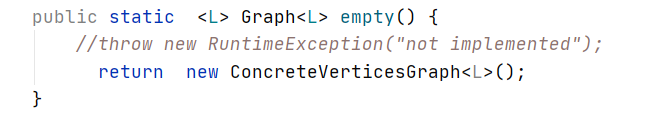 public static  <L> Graph<L> empty() {
    //throw new RuntimeException("not implemented");
      return  new ConcreteVerticesGraph<L>();
}